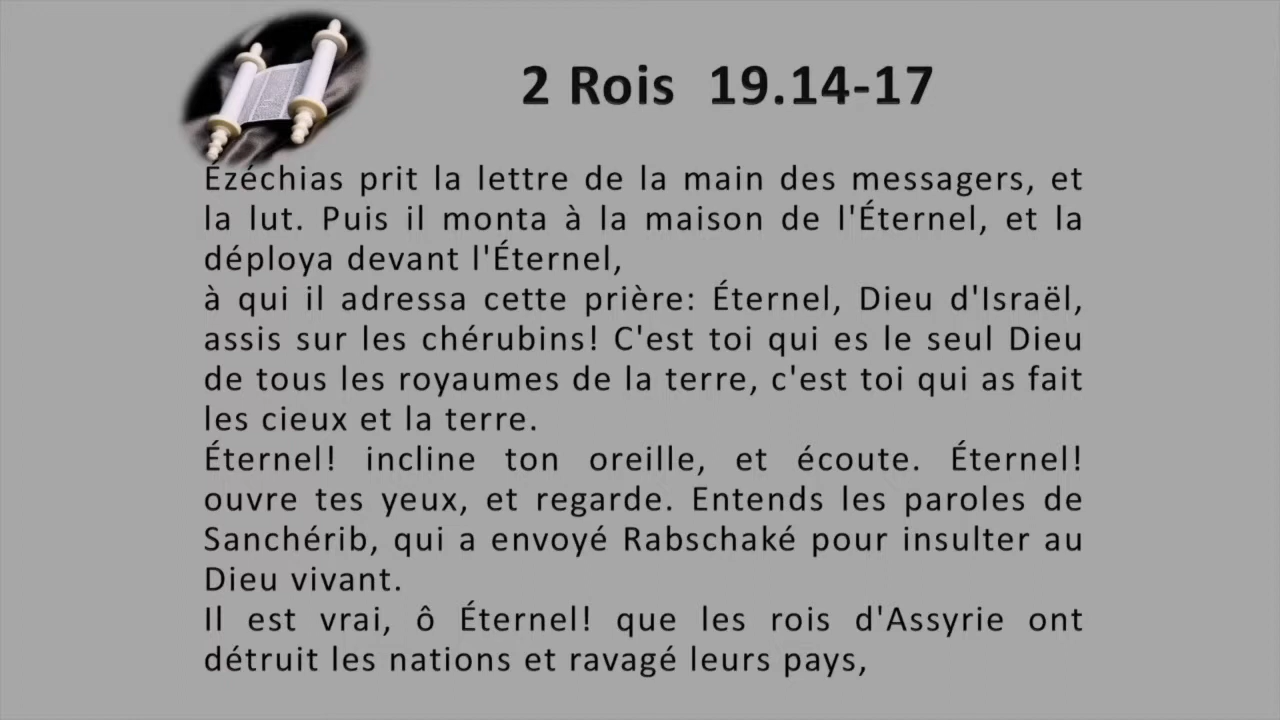 2 Rois 19.14-17
Ézéchias prit la lettre de la main des messagers, et
la lut. Puis il monta à la maison de l'Éternel, et la
déploya devant l'Éternel,
à qui il adressa cette prière: Éternel, Dieu d'Israël,
assis sur les chérubins! C'est toi qui es le seul Dieu
de tous les royaumes de la terre, c'est toi qui as fait
les cieux et la terre.
Éternel! incline ton oreille, et écoute. Éternel!
ouvre tes yeux, et regarde. Entends les paroles de
Sanchérib, qui a envoyé Rabschaké pour insulter au
Dieu vivant.
Il est vrai, ô Éternel! que les rois d'Assyrie ont
détruit les nations et ravagé leurs pays,